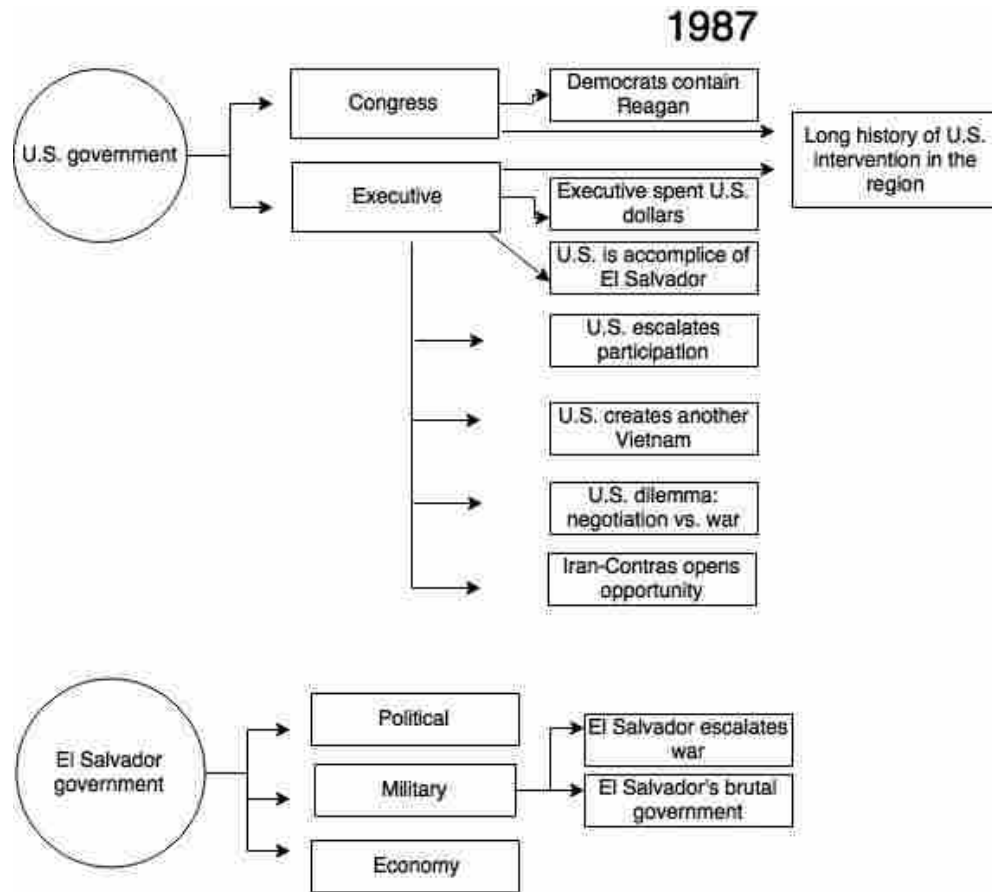 1987
U.S. government
Congress
Democrats contain
Reagan
Long history of U.S.
intervention in the
region
Executive
Executive spent U.S.
dollars
U.S. is accomplice of
El Salvador
U.S. escalates
participation
U.S. creates another
Vietnam
U.S. dilemma:
negotiation vs. war
Iran-Contras opens
opportunity
El Salvador
government
Political
Military
Economy
El Salvador escalates
war
El Salvador's brutal
government